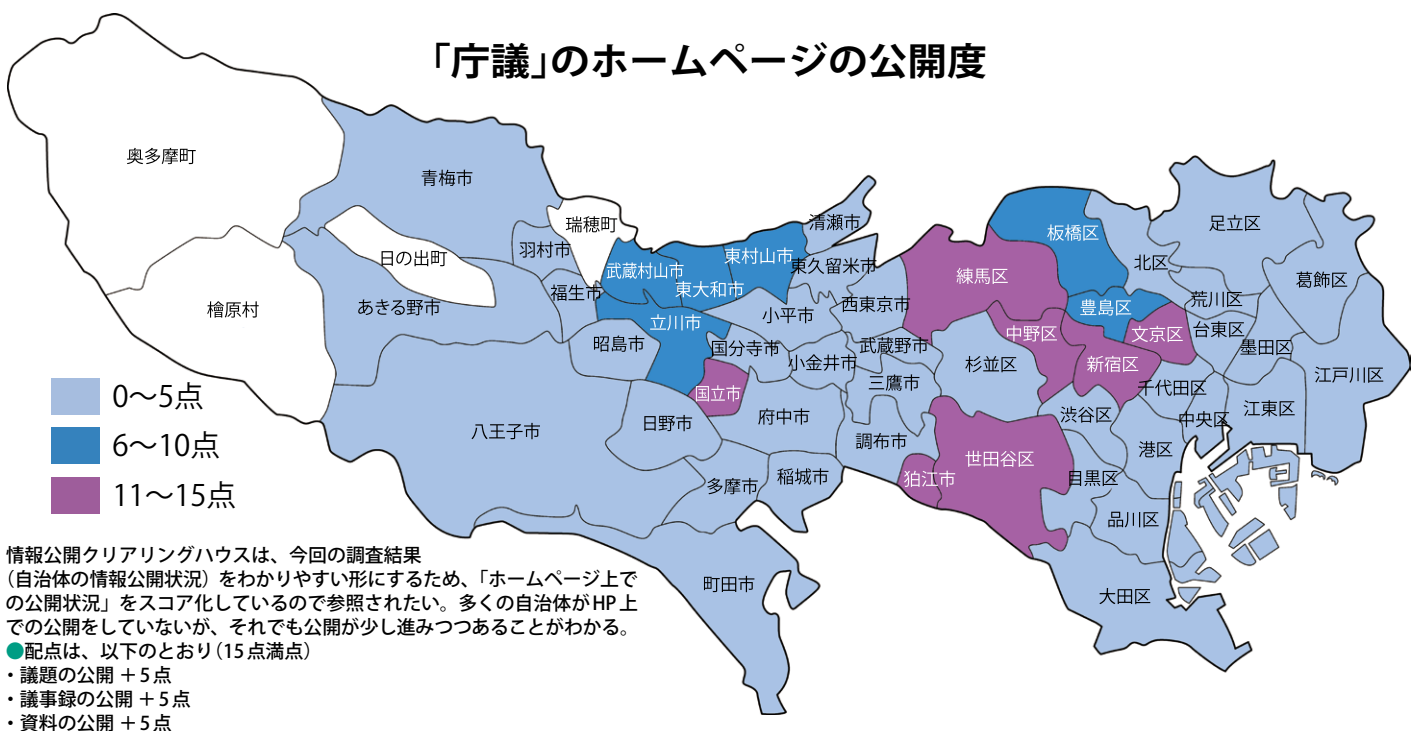 「庁議」のホームページの公開度
奥多摩町
青梅市
瑞穂町
清瀬市
足立区
羽村市
日の出町
武蔵村山市
東村山市
東久留米市
板橋区
北区
葛飾区
檜原村
あきる野市
福生市
東大和市
西東京市
練馬区
荒川区
立川市
小平市
豊島区
文京区
台東区
昭島市
国分寺市
小金井市
武蔵野市
中野区
杉並区
新宿区
墨田区
江戸川区
国立市
三鷹市
千代田区
八王子市
日野市
府中市
調布市
渋谷区
中央区
江東区
世田谷区
港区
多摩市
稲城市
狛江市
目黒区
品川区
町田市
大田区
0〜5点
6〜10点
11〜15点
情報公開クリアリングハウスは、今回の調査結果
（自治体の情報公開状況）をわかりやすい形にするため、「ホームページ上で
の公開状況」をスコア化しているので参照されたい。多くの自治体がHP上
での公開をしていないが、それでも公開が少し進みつつあることがわかる。
●配点は、以下のとおり（15点満点）
・議題の公開 ＋5点
・議事録の公開 ＋5点
・資料の公開 ＋5点